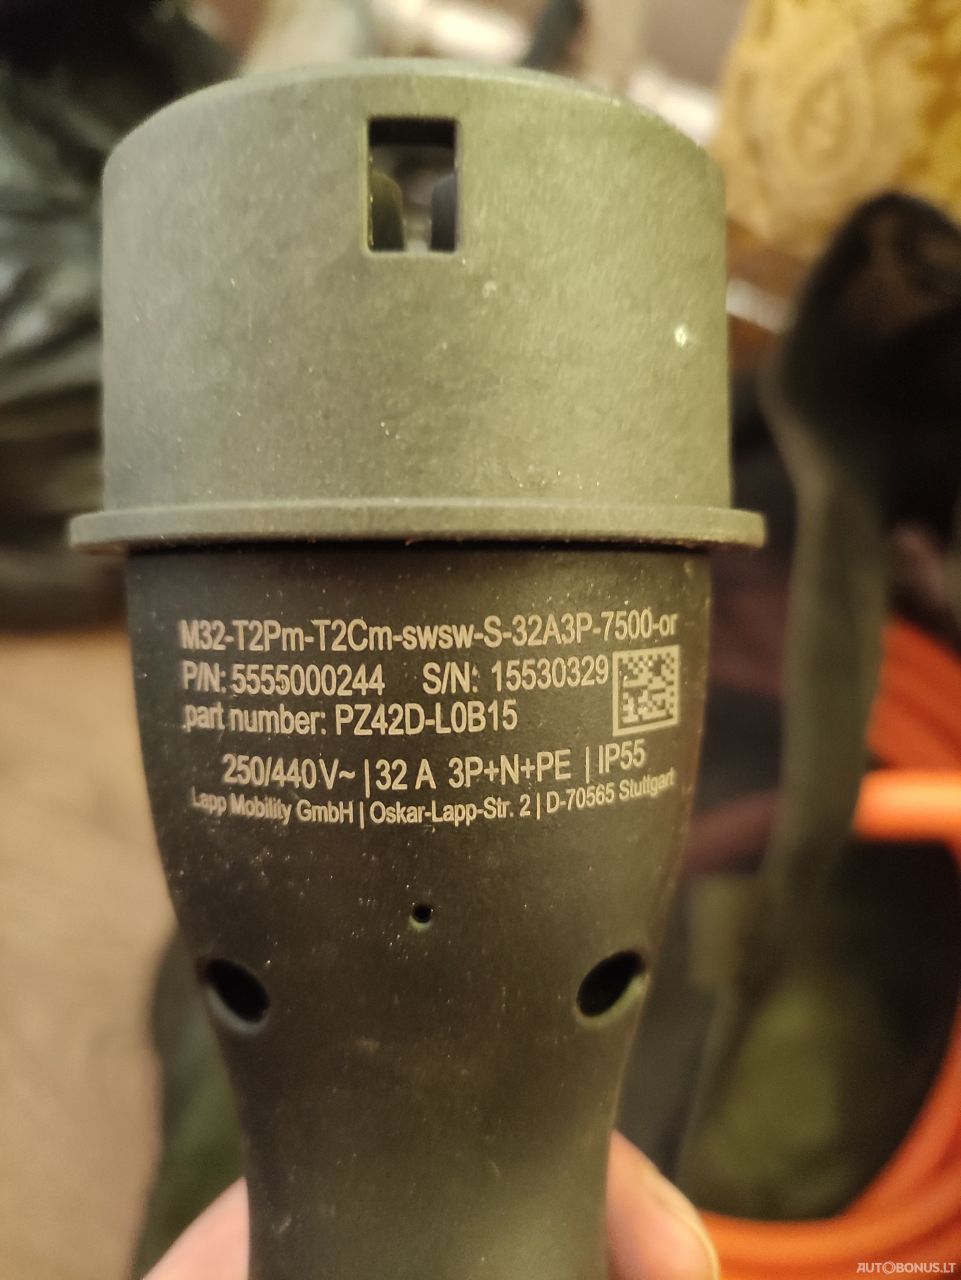 M32-T2Pm-T2Cm-swsw-S-32A3P-7500-or
P/N: 5555000244 S/N: 15530329
part number: PZ42D-L0B15
250/440V~ | 32 A 3P+N+PE | IP55
Lapp Mobility GmbH | Oskar-Lapp-Str. 2 | D-70565 Stuttgart
AUTOBONUS.LT